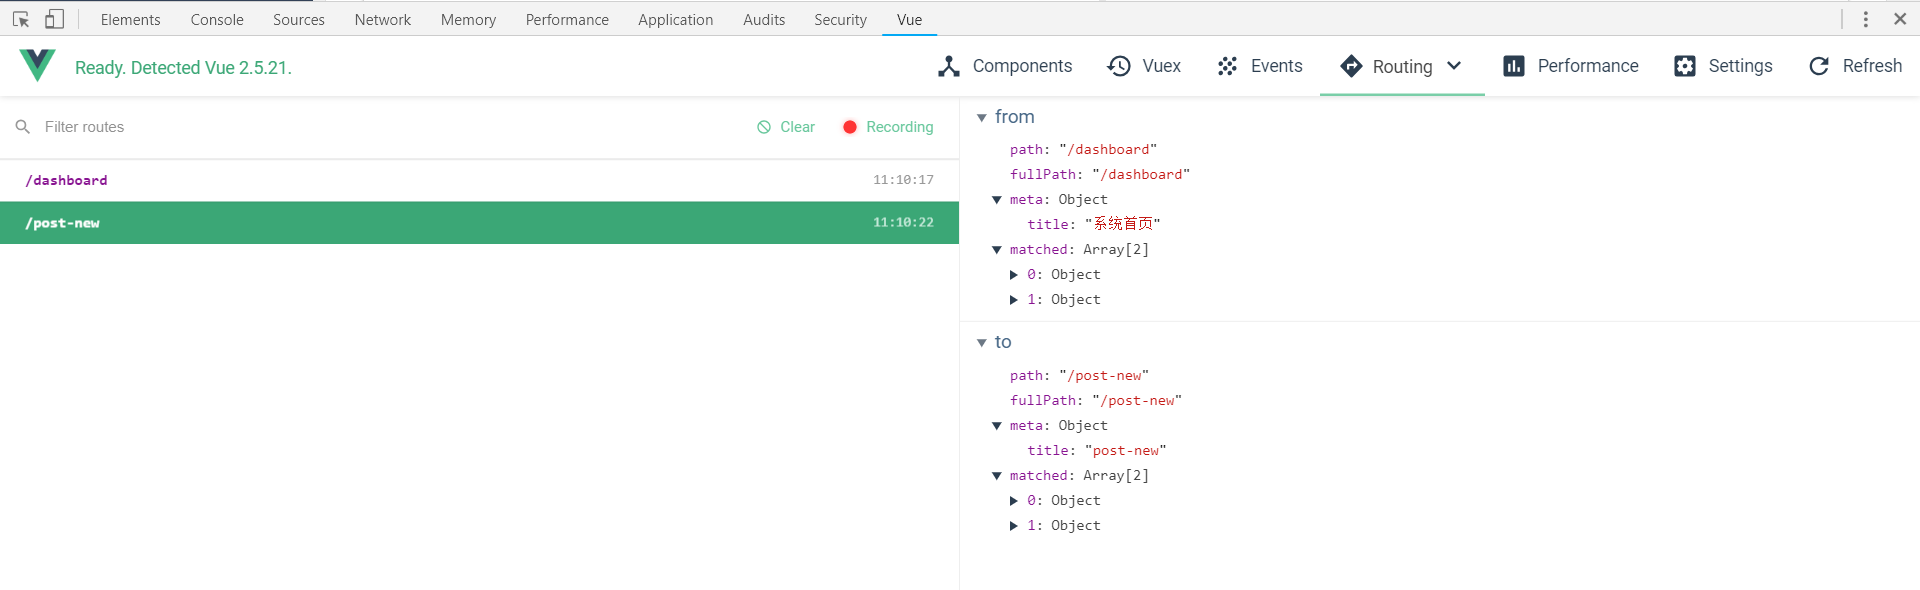 Elements Console Sources Network Memory Performance Application Audits Security Vue
Ready. Detected Vue 2.5.21.
Components Vuex Events Routing Performance Settings Refresh
Filter routes Clear Recording
/dashboard 11:10:17
/post-new 11:10:22
from
path: "/dashboard"
fullPath: "/dashboard"
meta: Object
title: "系统首页"
matched: Array[2]
0: Object
1: Object
to
path: "/post-new"
fullPath: "/post-new"
meta: Object
title: "post-new"
matched: Array[2]
0: Object
1: Object